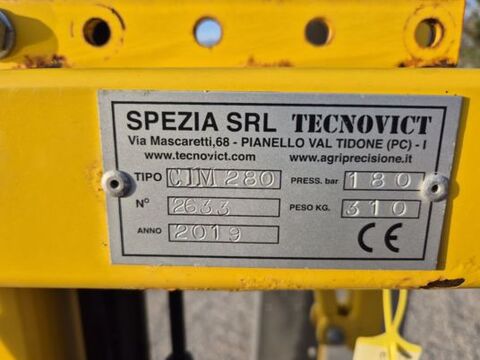 SPEZIA SRL TECNOVICT
Via Mascaretti,68 - PIANELLO VAL TIDONE (PC) - I
www.tecnovict.com www.agriprecisione.it
TIPO CIM 280 PRESS. bar 180
N° 2633 PESO KG. 310
ANNO 2019 CE